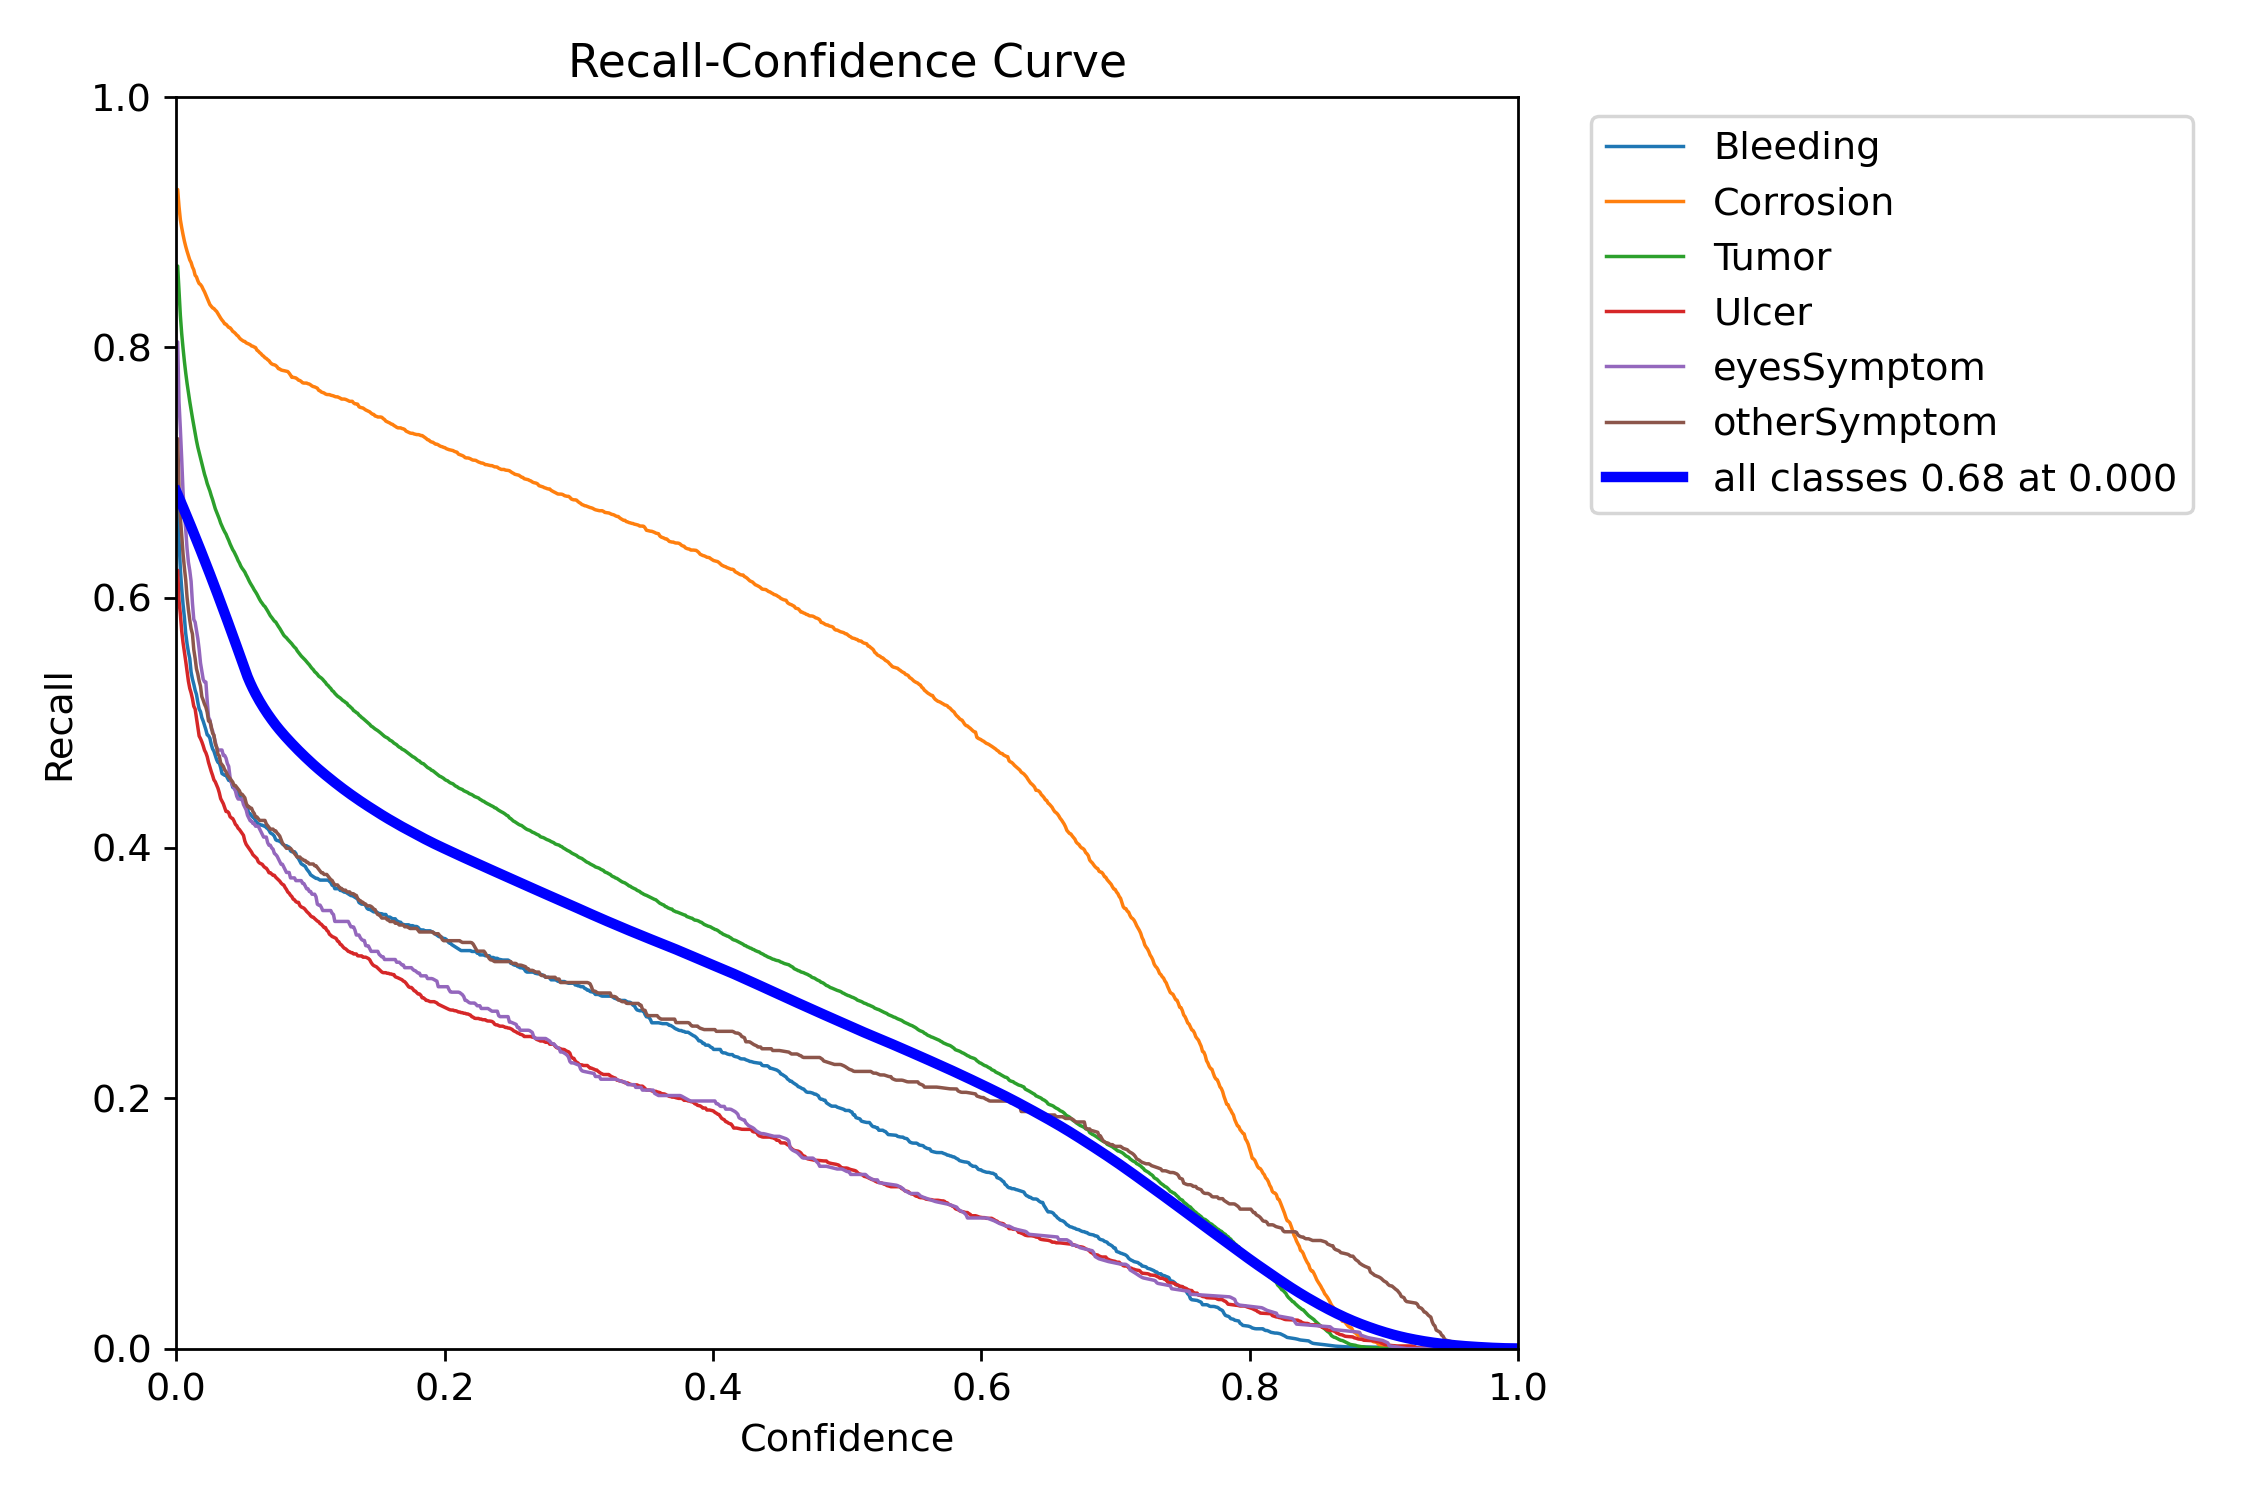 Recall-Confidence Curve
1.0
0.8
0.6
0.4
0.2
0.0
Recall
0.0 0.2 0.4 0.6 0.8 1.0
Confidence
Bleeding
Corrosion
Tumor
Ulcer
eyesSymptom
otherSymptom
all classes 0.68 at 0.000